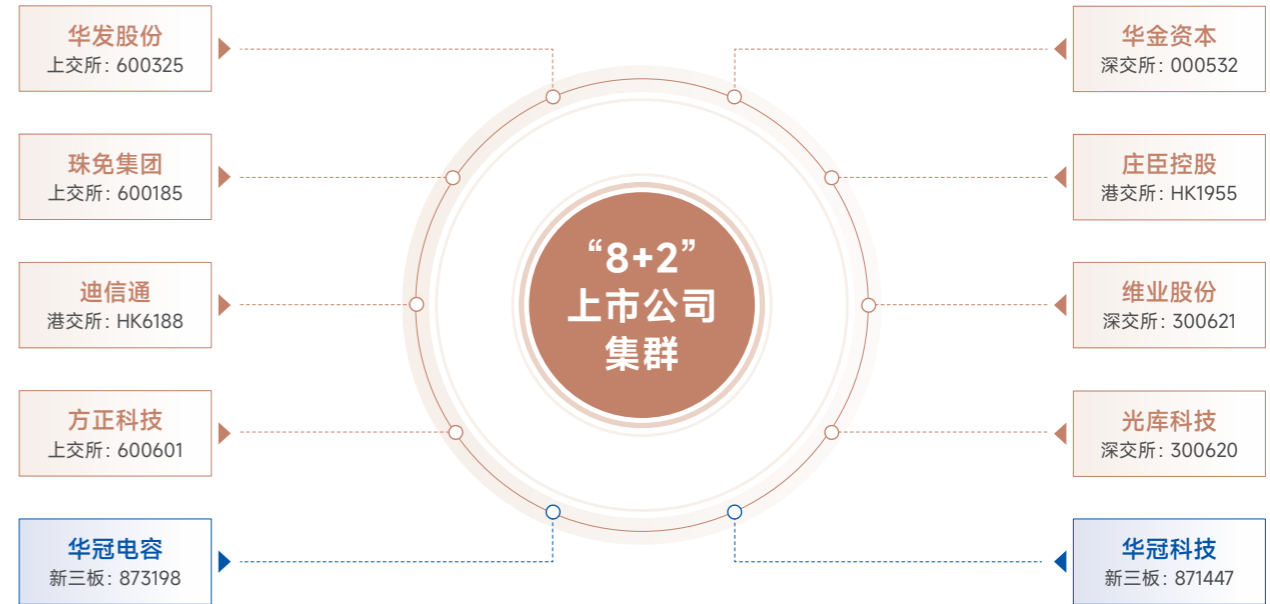 华发股份
上交所：600325
珠免集团
上交所：600185
迪信通
港交所：HK6188
方正科技
上交所：600601
华冠电容
新三板：873198
“8+2”
上市公司
集群
华金资本
深交所：000532
庄臣控股
港交所：HK1955
维业股份
深交所：300621
光库科技
深交所：300620
华冠科技
新三板：871447